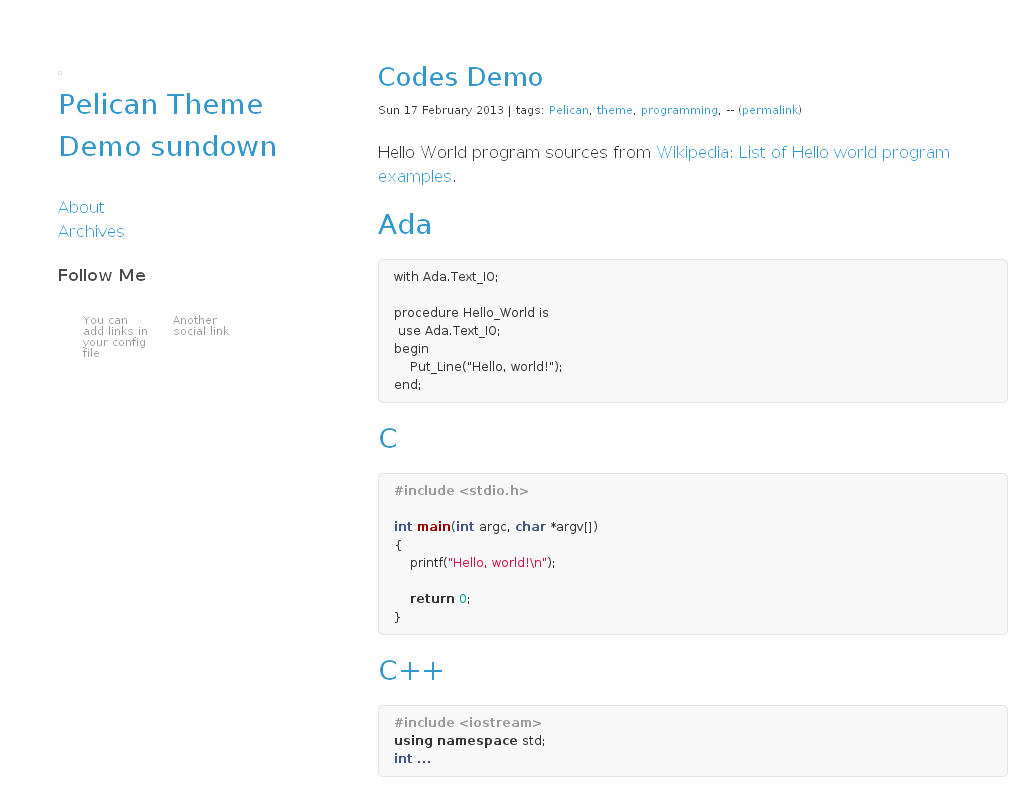 Pelican Theme
Demo sundown
About
Archives
Follow Me
You can
add links in
your config
file
Another
social link
Codes Demo
Sun 17 February 2013 | tags: Pelican, theme, programming, -- (permalink)
Hello World program sources from Wikipedia: List of Hello world program
examples.
Ada
with Ada.Text_IO;
procedure Hello_World is
use Ada.Text_IO;
begin
Put_Line("Hello, world!");
end;
C
#include <stdio.h>
int main(int argc, char *argv[])
{
printf("Hello, world!\n");
return 0;
}
C++
#include <iostream>
using namespace std;
int ...